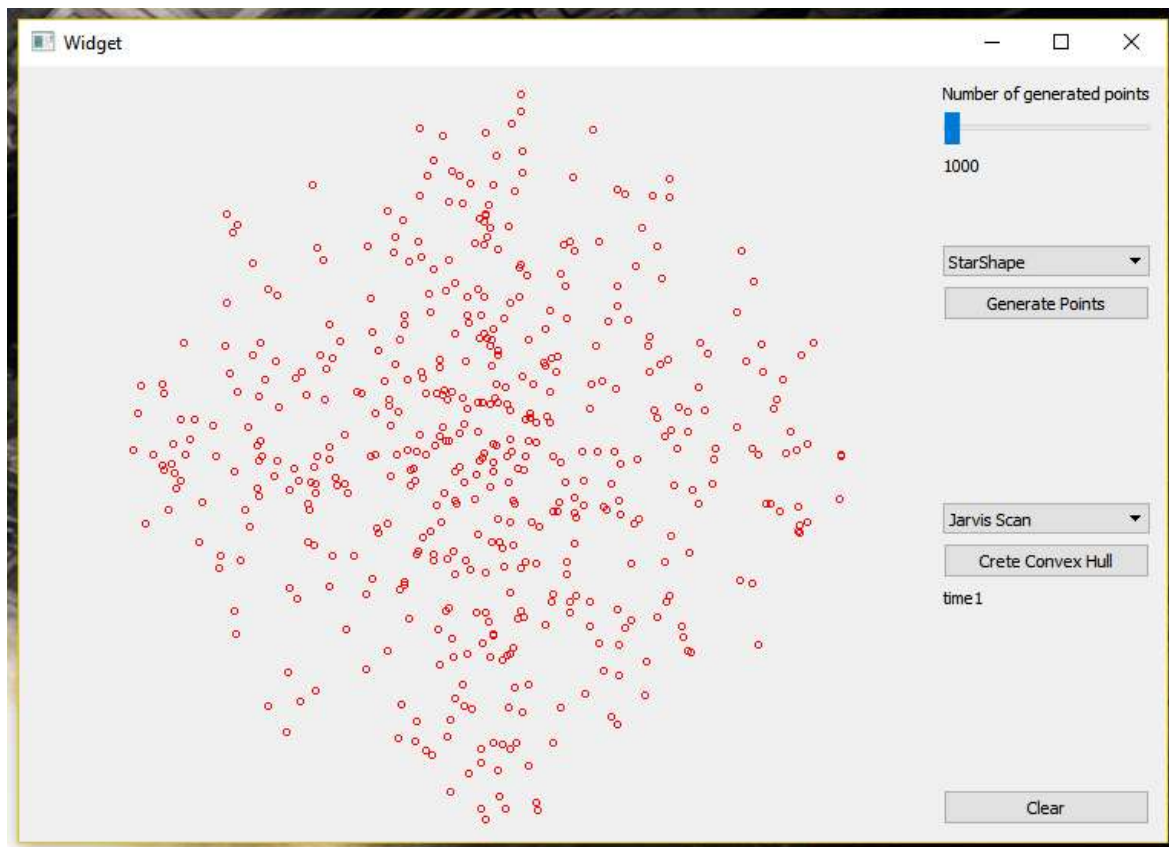 Widget
Number of generated points
1000
StarShape
Generate Points
Jarvis Scan
Crete Convex Hull
time1
Clear